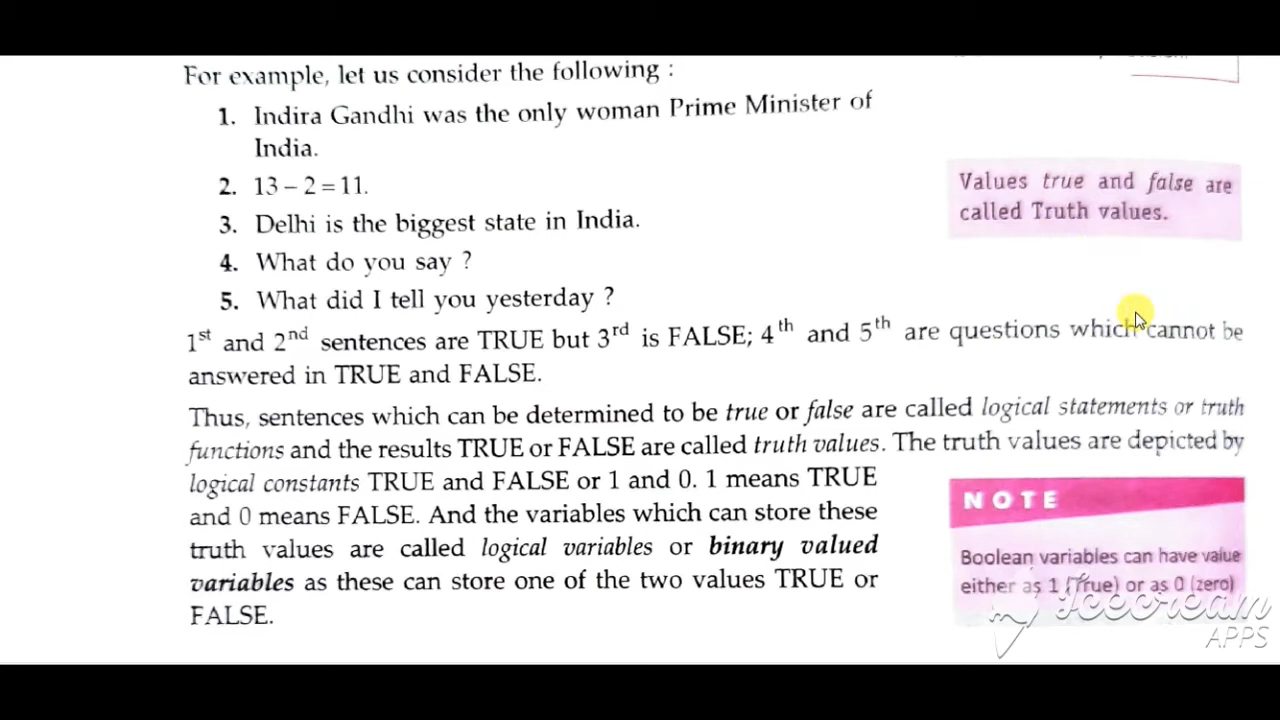 For example, let us consider the following :
1. Indira Gandhi was the only woman Prime Minister of
India.
2. 13 – 2 = 11.
3. Delhi is the biggest state in India.
4. What do you say ?
5. What did I tell you yesterday ?
Values true and false are
called Truth values.
1st and 2nd sentences are TRUE but 3rd is FALSE; 4th and 5th are questions which cannot be
answered in TRUE and FALSE.
Thus, sentences which can be determined to be true or false are called logical statements or truth
functions and the results TRUE or FALSE are called truth values. The truth values are depicted by
logical constants TRUE and FALSE or 1 and 0. 1 means TRUE
and 0 means FALSE. And the variables which can store these
truth values are called logical variables or binary valued
variables as these can store one of the two values TRUE or
FALSE.
NOTE
Boolean variables can have value
either as 1 (True) or as 0 (zero)
Icecream
APPS